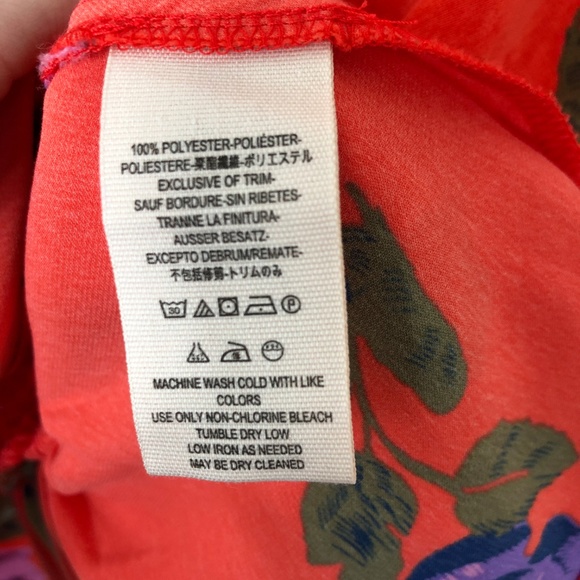 100% POLYESTER-POLIÉSTER-
POLIESTERE-聚酯纖維-ポリエステル
EXCLUSIVE OF TRIM-
SAUF BORDURE-SIN RIBETES-
TRANNE LA FINITURA-
AUSSER BESATZ-
EXCEPTO DEBRUM/REMATE-
不包括修剪-トリムのみ
30 P
MACHINE WASH COLD WITH LIKE
COLORS
USE ONLY NON-CHLORINE BLEACH
TUMBLE DRY LOW
LOW IRON AS NEEDED
MAY BE DRY CLEANED